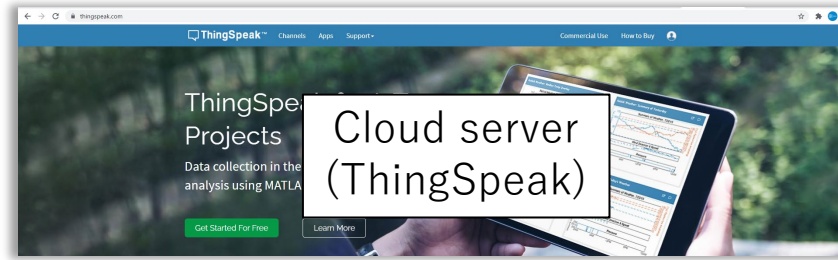 thingspeak.com
ThingSpeak™ Channels Apps Support Commercial Use How to Buy
ThingSpea
Projects
Data collection in the
analysis using MATLA
Cloud server
(ThingSpeak)
Get Started For Free Learn More